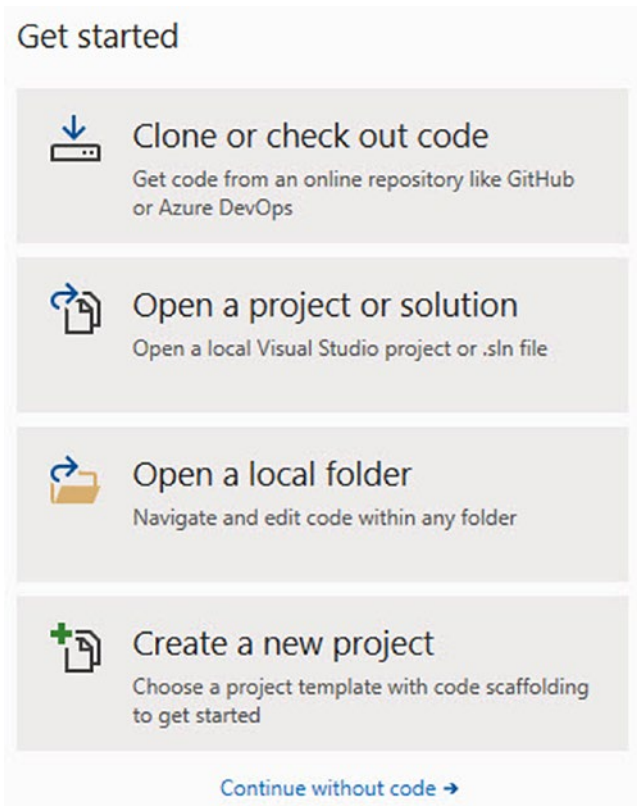 Get started
Clone or check out code
Get code from an online repository like GitHub
or Azure DevOps
Open a project or solution
Open a local Visual Studio project or .sln file
Open a local folder
Navigate and edit code within any folder
Create a new project
Choose a project template with code scaffolding
to get started
Continue without code →